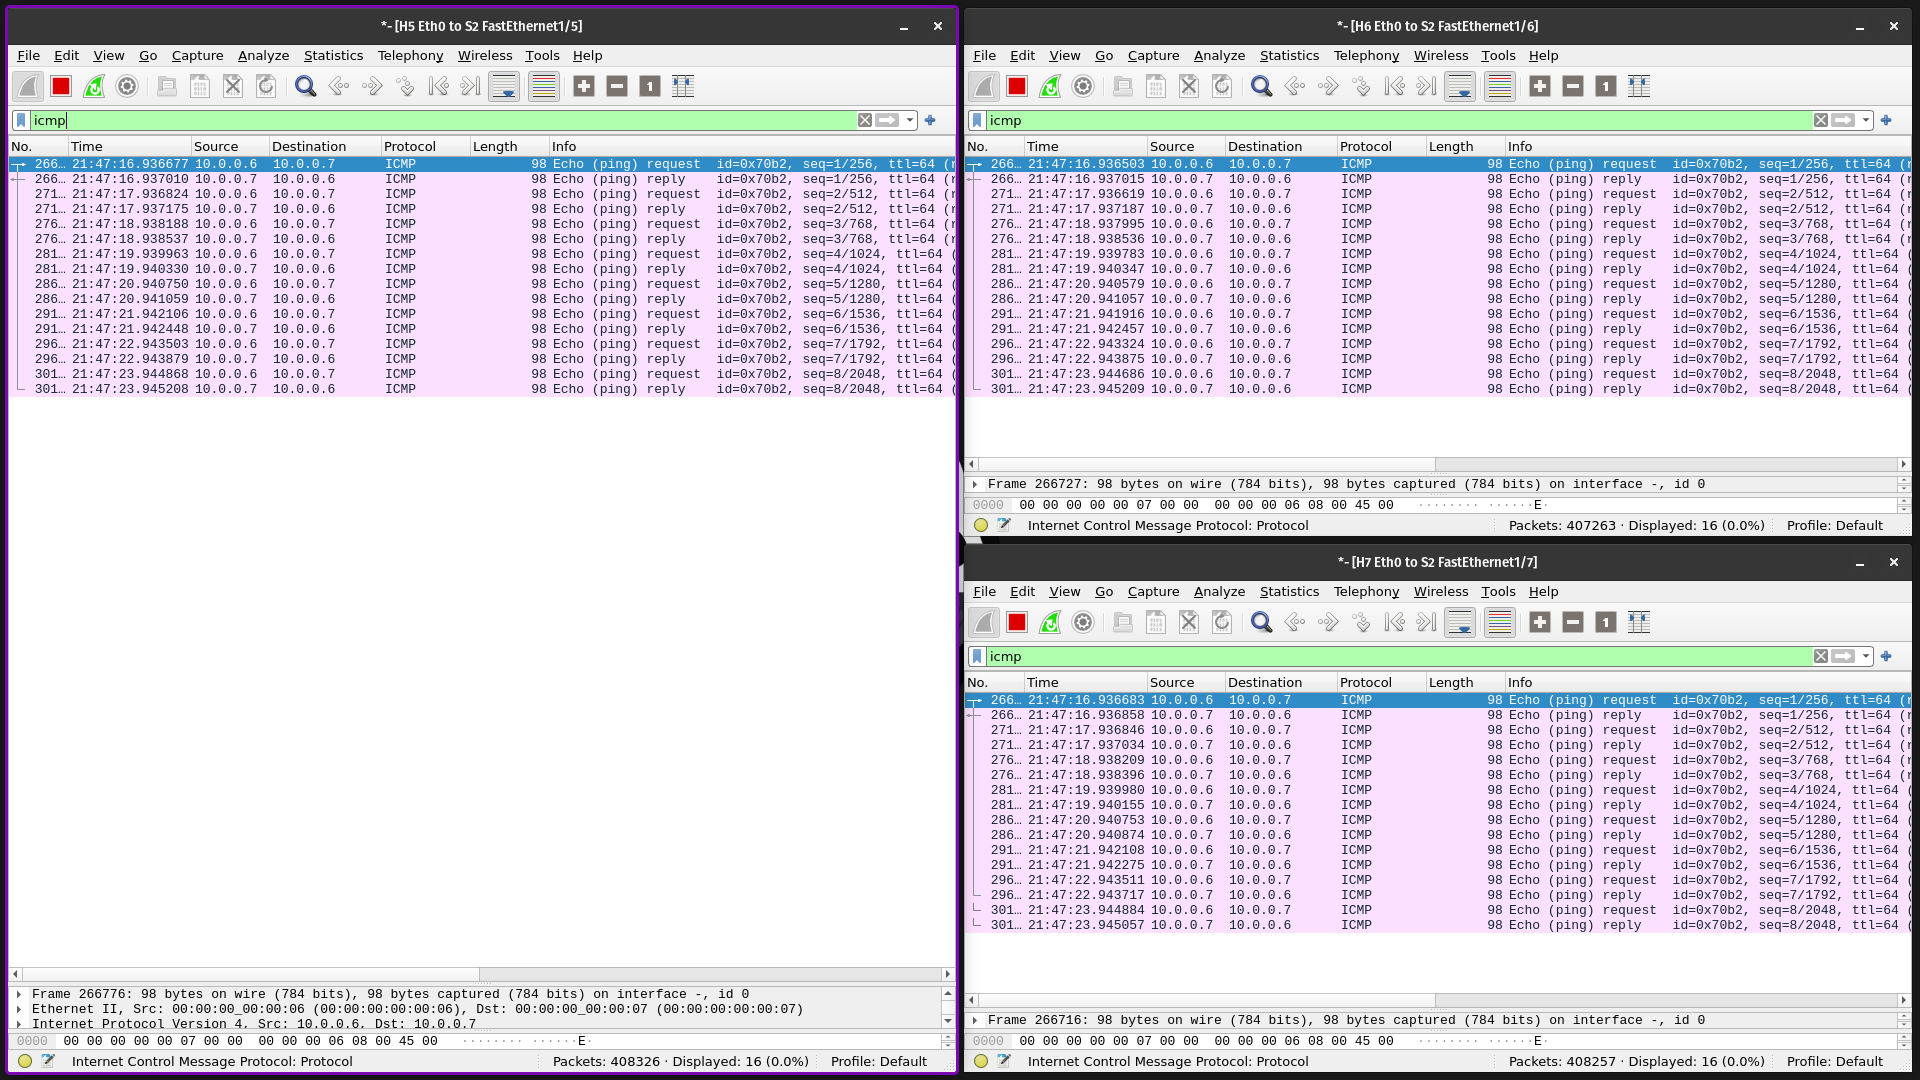 *- [H5 Eth0 to S2 FastEthernet1/5]
File Edit View Go Capture Analyze Statistics Telephony Wireless Tools Help
icmp
No. Time Source Destination Protocol Length Info
266… 21:47:16.936677 10.0.0.6 10.0.0.7 ICMP 98 Echo (ping) request id=0x70b2, seq=1/256, ttl=64 (r
266… 21:47:16.937010 10.0.0.7 10.0.0.6 ICMP 98 Echo (ping) reply id=0x70b2, seq=1/256, ttl=64 (r
271… 21:47:17.936824 10.0.0.6 10.0.0.7 ICMP 98 Echo (ping) request id=0x70b2, seq=2/512, ttl=64 (r
271… 21:47:17.937175 10.0.0.7 10.0.0.6 ICMP 98 Echo (ping) reply id=0x70b2, seq=2/512, ttl=64 (r
276… 21:47:18.938188 10.0.0.6 10.0.0.7 ICMP 98 Echo (ping) request id=0x70b2, seq=3/768, ttl=64 (r
276… 21:47:18.938537 10.0.0.7 10.0.0.6 ICMP 98 Echo (ping) reply id=0x70b2, seq=3/768, ttl=64 (r
281… 21:47:19.939963 10.0.0.6 10.0.0.7 ICMP 98 Echo (ping) request id=0x70b2, seq=4/1024, ttl=64 (
281… 21:47:19.940330 10.0.0.7 10.0.0.6 ICMP 98 Echo (ping) reply id=0x70b2, seq=4/1024, ttl=64 (
286… 21:47:20.940750 10.0.0.6 10.0.0.7 ICMP 98 Echo (ping) request id=0x70b2, seq=5/1280, ttl=64 (
286… 21:47:20.941059 10.0.0.7 10.0.0.6 ICMP 98 Echo (ping) reply id=0x70b2, seq=5/1280, ttl=64 (
291… 21:47:21.942106 10.0.0.6 10.0.0.7 ICMP 98 Echo (ping) request id=0x70b2, seq=6/1536, ttl=64 (
291… 21:47:21.942448 10.0.0.7 10.0.0.6 ICMP 98 Echo (ping) reply id=0x70b2, seq=6/1536, ttl=64 (
296… 21:47:22.943503 10.0.0.6 10.0.0.7 ICMP 98 Echo (ping) request id=0x70b2, seq=7/1792, ttl=64 (
296… 21:47:22.943879 10.0.0.7 10.0.0.6 ICMP 98 Echo (ping) reply id=0x70b2, seq=7/1792, ttl=64 (
301… 21:47:23.944868 10.0.0.6 10.0.0.7 ICMP 98 Echo (ping) request id=0x70b2, seq=8/2048, ttl=64 (
301… 21:47:23.945208 10.0.0.7 10.0.0.6 ICMP 98 Echo (ping) reply id=0x70b2, seq=8/2048, ttl=64 (
Frame 266776: 98 bytes on wire (784 bits), 98 bytes captured (784 bits) on interface -, id 0
Ethernet II, Src: 00:00:00_00:00:06 (00:00:00:00:00:06), Dst: 00:00:00_00:00:07 (00:00:00:00:00:07)
Internet Protocol Version 4, Src: 10.0.0.6, Dst: 10.0.0.7
0000 00 00 00 00 00 07 00 00 00 00 00 06 08 00 45 00 ········ ······E·
Internet Control Message Protocol: Protocol Packets: 408326 · Displayed: 16 (0.0%) Profile: Default
*- [H6 Eth0 to S2 FastEthernet1/6]
File Edit View Go Capture Analyze Statistics Telephony Wireless Tools Help
icmp
No. Time Source Destination Protocol Length Info
266… 21:47:16.936503 10.0.0.6 10.0.0.7 ICMP 98 Echo (ping) request id=0x70b2, seq=1/256, ttl=64 (r
266… 21:47:16.937015 10.0.0.7 10.0.0.6 ICMP 98 Echo (ping) reply id=0x70b2, seq=1/256, ttl=64 (r
271… 21:47:17.936619 10.0.0.6 10.0.0.7 ICMP 98 Echo (ping) request id=0x70b2, seq=2/512, ttl=64 (r
271… 21:47:17.937187 10.0.0.7 10.0.0.6 ICMP 98 Echo (ping) reply id=0x70b2, seq=2/512, ttl=64 (r
276… 21:47:18.937995 10.0.0.6 10.0.0.7 ICMP 98 Echo (ping) request id=0x70b2, seq=3/768, ttl=64 (r
276… 21:47:18.938536 10.0.0.7 10.0.0.6 ICMP 98 Echo (ping) reply id=0x70b2, seq=3/768, ttl=64 (r
281… 21:47:19.939783 10.0.0.6 10.0.0.7 ICMP 98 Echo (ping) request id=0x70b2, seq=4/1024, ttl=64 (
281… 21:47:19.940347 10.0.0.7 10.0.0.6 ICMP 98 Echo (ping) reply id=0x70b2, seq=4/1024, ttl=64 (
286… 21:47:20.940579 10.0.0.6 10.0.0.7 ICMP 98 Echo (ping) request id=0x70b2, seq=5/1280, ttl=64 (
286… 21:47:20.941057 10.0.0.7 10.0.0.6 ICMP 98 Echo (ping) reply id=0x70b2, seq=5/1280, ttl=64 (
291… 21:47:21.941916 10.0.0.6 10.0.0.7 ICMP 98 Echo (ping) request id=0x70b2, seq=6/1536, ttl=64 (
291… 21:47:21.942457 10.0.0.7 10.0.0.6 ICMP 98 Echo (ping) reply id=0x70b2, seq=6/1536, ttl=64 (
296… 21:47:22.943324 10.0.0.6 10.0.0.7 ICMP 98 Echo (ping) request id=0x70b2, seq=7/1792, ttl=64 (
296… 21:47:22.943875 10.0.0.7 10.0.0.6 ICMP 98 Echo (ping) reply id=0x70b2, seq=7/1792, ttl=64 (
301… 21:47:23.944686 10.0.0.6 10.0.0.7 ICMP 98 Echo (ping) request id=0x70b2, seq=8/2048, ttl=64 (
301… 21:47:23.945209 10.0.0.7 10.0.0.6 ICMP 98 Echo (ping) reply id=0x70b2, seq=8/2048, ttl=64 (
Frame 266727: 98 bytes on wire (784 bits), 98 bytes captured (784 bits) on interface -, id 0
0000 00 00 00 00 00 07 00 00 00 00 00 06 08 00 45 00 ········ ······E·
Internet Control Message Protocol: Protocol Packets: 407263 · Displayed: 16 (0.0%) Profile: Default
*- [H7 Eth0 to S2 FastEthernet1/7]
File Edit View Go Capture Analyze Statistics Telephony Wireless Tools Help
icmp
No. Time Source Destination Protocol Length Info
266… 21:47:16.936683 10.0.0.6 10.0.0.7 ICMP 98 Echo (ping) request id=0x70b2, seq=1/256, ttl=64 (r
266… 21:47:16.936858 10.0.0.7 10.0.0.6 ICMP 98 Echo (ping) reply id=0x70b2, seq=1/256, ttl=64 (r
271… 21:47:17.936846 10.0.0.6 10.0.0.7 ICMP 98 Echo (ping) request id=0x70b2, seq=2/512, ttl=64 (r
271… 21:47:17.937034 10.0.0.7 10.0.0.6 ICMP 98 Echo (ping) reply id=0x70b2, seq=2/512, ttl=64 (r
276… 21:47:18.938209 10.0.0.6 10.0.0.7 ICMP 98 Echo (ping) request id=0x70b2, seq=3/768, ttl=64 (r
276… 21:47:18.938396 10.0.0.7 10.0.0.6 ICMP 98 Echo (ping) reply id=0x70b2, seq=3/768, ttl=64 (r
281… 21:47:19.939980 10.0.0.6 10.0.0.7 ICMP 98 Echo (ping) request id=0x70b2, seq=4/1024, ttl=64 (
281… 21:47:19.940155 10.0.0.7 10.0.0.6 ICMP 98 Echo (ping) reply id=0x70b2, seq=4/1024, ttl=64 (
286… 21:47:20.940753 10.0.0.6 10.0.0.7 ICMP 98 Echo (ping) request id=0x70b2, seq=5/1280, ttl=64 (
286… 21:47:20.940874 10.0.0.7 10.0.0.6 ICMP 98 Echo (ping) reply id=0x70b2, seq=5/1280, ttl=64 (
291… 21:47:21.942108 10.0.0.6 10.0.0.7 ICMP 98 Echo (ping) request id=0x70b2, seq=6/1536, ttl=64 (
291… 21:47:21.942275 10.0.0.7 10.0.0.6 ICMP 98 Echo (ping) reply id=0x70b2, seq=6/1536, ttl=64 (
296… 21:47:22.943511 10.0.0.6 10.0.0.7 ICMP 98 Echo (ping) request id=0x70b2, seq=7/1792, ttl=64 (
296… 21:47:22.943717 10.0.0.7 10.0.0.6 ICMP 98 Echo (ping) reply id=0x70b2, seq=7/1792, ttl=64 (
301… 21:47:23.944884 10.0.0.6 10.0.0.7 ICMP 98 Echo (ping) request id=0x70b2, seq=8/2048, ttl=64 (
301… 21:47:23.945057 10.0.0.7 10.0.0.6 ICMP 98 Echo (ping) reply id=0x70b2, seq=8/2048, ttl=64 (
Frame 266716: 98 bytes on wire (784 bits), 98 bytes captured (784 bits) on interface -, id 0
0000 00 00 00 00 00 07 00 00 00 00 00 06 08 00 45 00 ········ ······E·
Internet Control Message Protocol: Protocol Packets: 408257 · Displayed: 16 (0.0%) Profile: Default